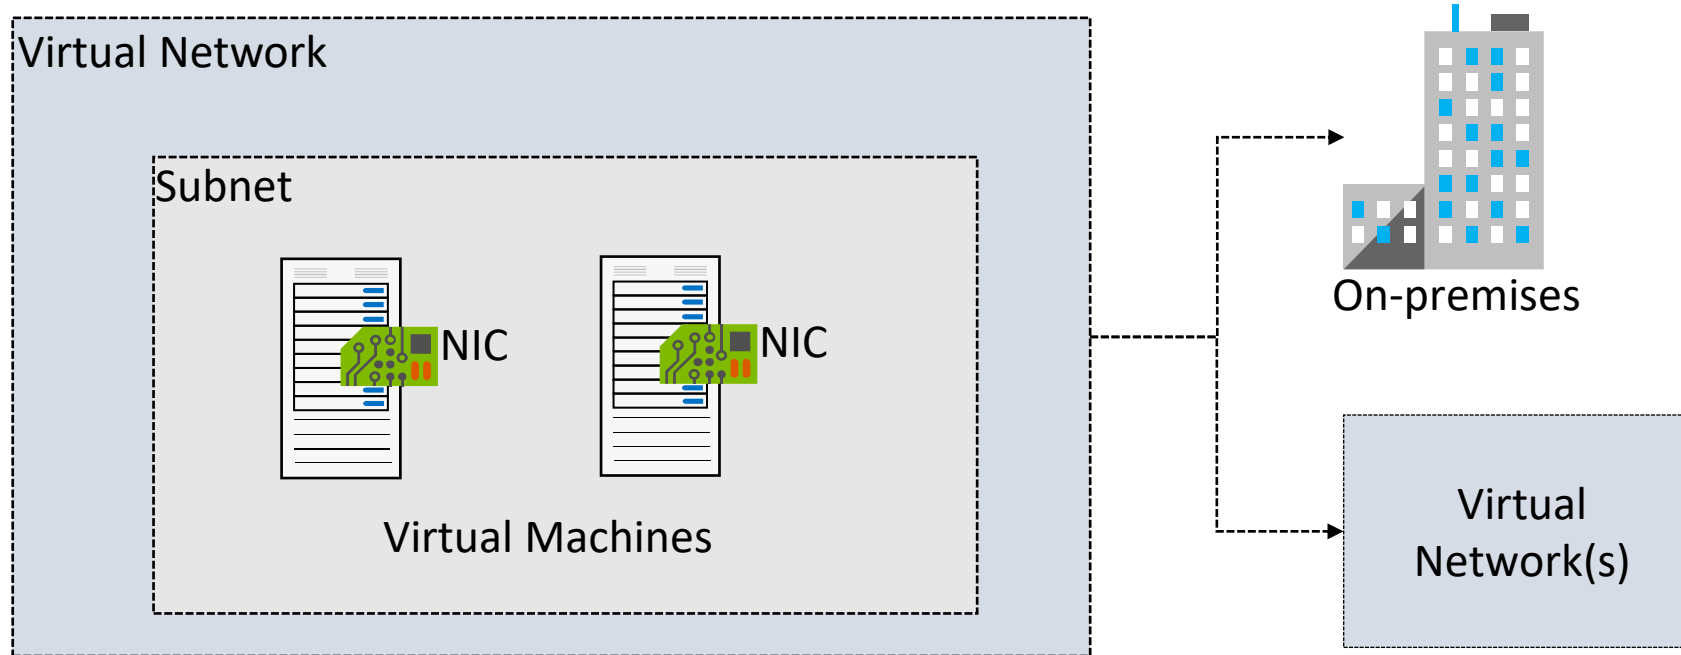 Virtual Network
Subnet
NIC
NIC
Virtual Machines
On-premises
Virtual
Network(s)